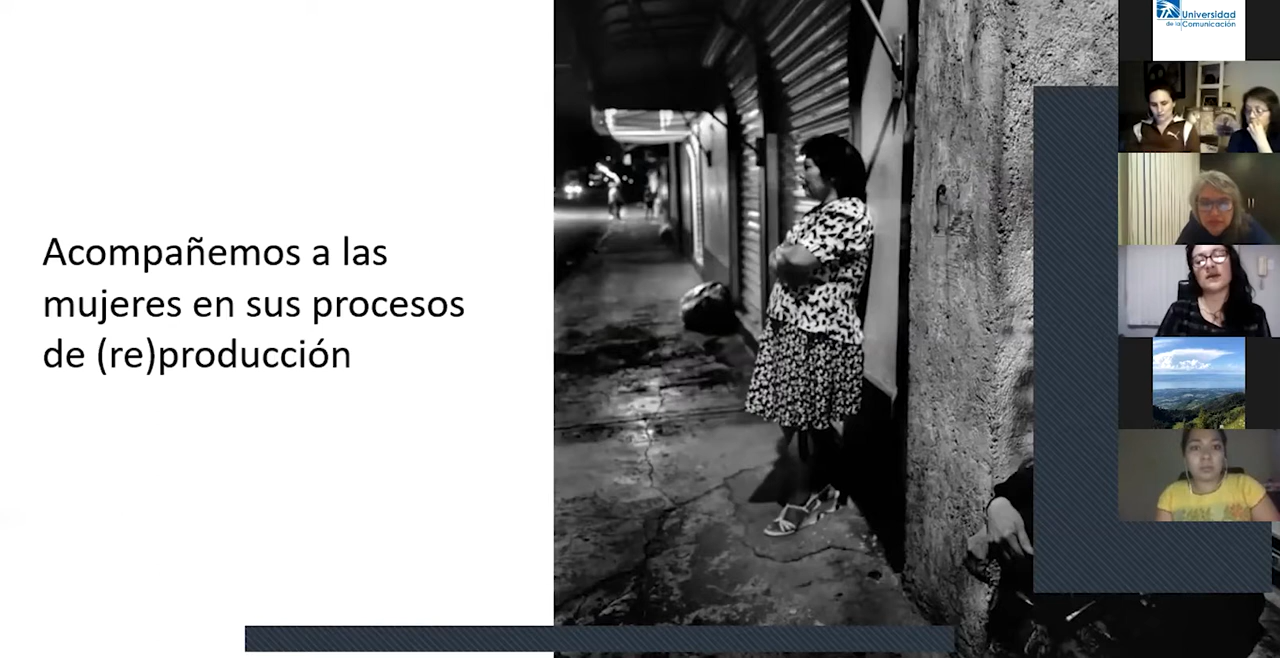 Universidad
de la Comunicación
Acompañemos a las
mujeres en sus procesos
de (re)producción